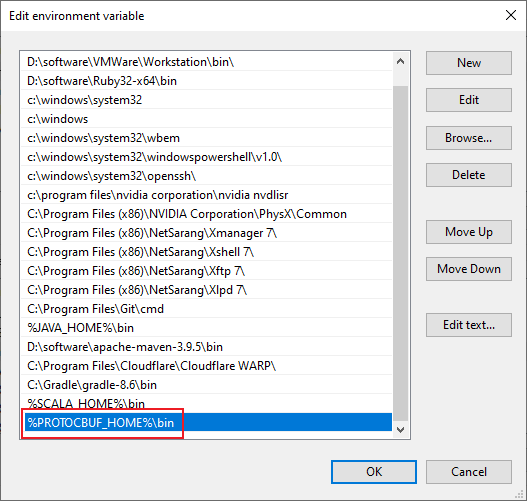 Edit environment variable
D:\software\VMWare\Workstation\bin\
D:\software\Ruby32-x64\bin
c:\windows\system32
c:\windows
c:\windows\system32\wbem
c:\windows\system32\windowspowershell\v1.0\
c:\windows\system32\openssh\
c:\program files\nvidia corporation\nvidia nvdlisr
C:\Program Files (x86)\NVIDIA Corporation\PhysX\Common
C:\Program Files (x86)\NetSarang\Xmanager 7\
C:\Program Files (x86)\NetSarang\Xshell 7\
C:\Program Files (x86)\NetSarang\Xftp 7\
C:\Program Files (x86)\NetSarang\Xlpd 7\
C:\Program Files\Git\cmd
%JAVA_HOME%\bin
D:\software\apache-maven-3.9.5\bin
C:\Program Files\Cloudflare\Cloudflare WARP\
C:\Gradle\gradle-8.6\bin
%SCALA_HOME%\bin
%PROTOCBUF_HOME%\bin
New
Edit
Browse...
Delete
Move Up
Move Down
Edit text...
OK
Cancel